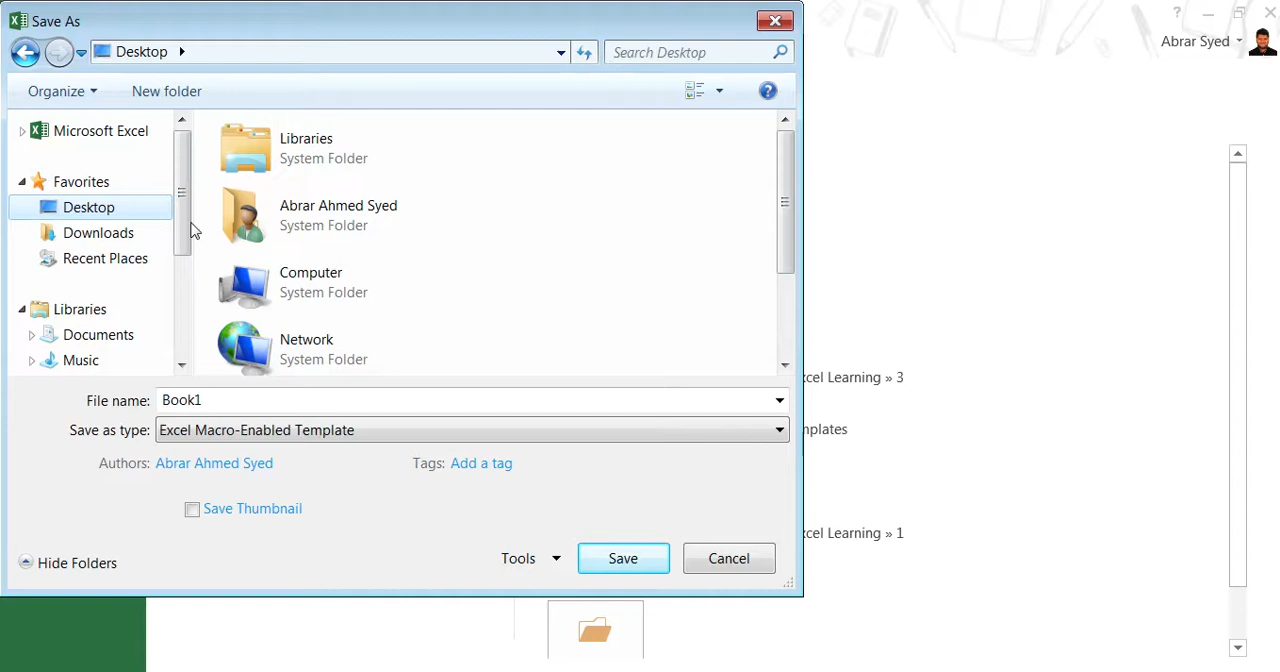 Save As
?
Abrar Syed
Desktop
Search Desktop
Organize
New folder
?
Microsoft Excel
Favorites
Desktop
Downloads
Recent Places
Libraries
Documents
Music
Libraries
System Folder
Abrar Ahmed Syed
System Folder
Computer
System Folder
Network
System Folder
File name: Book1
Save as type: Excel Macro-Enabled Template
Authors: Abrar Ahmed Syed Tags: Add a tag
Save Thumbnail
Hide Folders
Tools
Save
Cancel
xcel Learning » 3
mplates
xcel Learning » 1